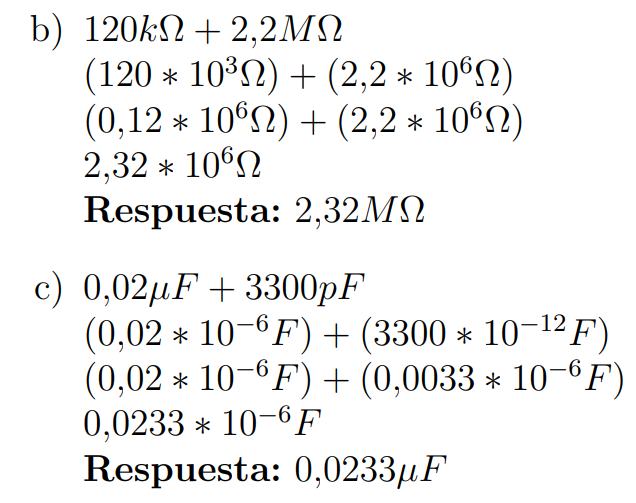 b) 120kΩ + 2,2MΩ
(120 ∗ 10³Ω) + (2,2 ∗ 10⁶Ω)
(0,12 ∗ 10⁶Ω) + (2,2 ∗ 10⁶Ω)
2,32 ∗ 10⁶Ω
Respuesta: 2,32MΩ
c) 0,02μF + 3300pF
(0,02 ∗ 10⁻⁶F) + (3300 ∗ 10⁻¹²F)
(0,02 ∗ 10⁻⁶F) + (0,0033 ∗ 10⁻⁶F)
0,0233 ∗ 10⁻⁶F
Respuesta: 0,0233μF